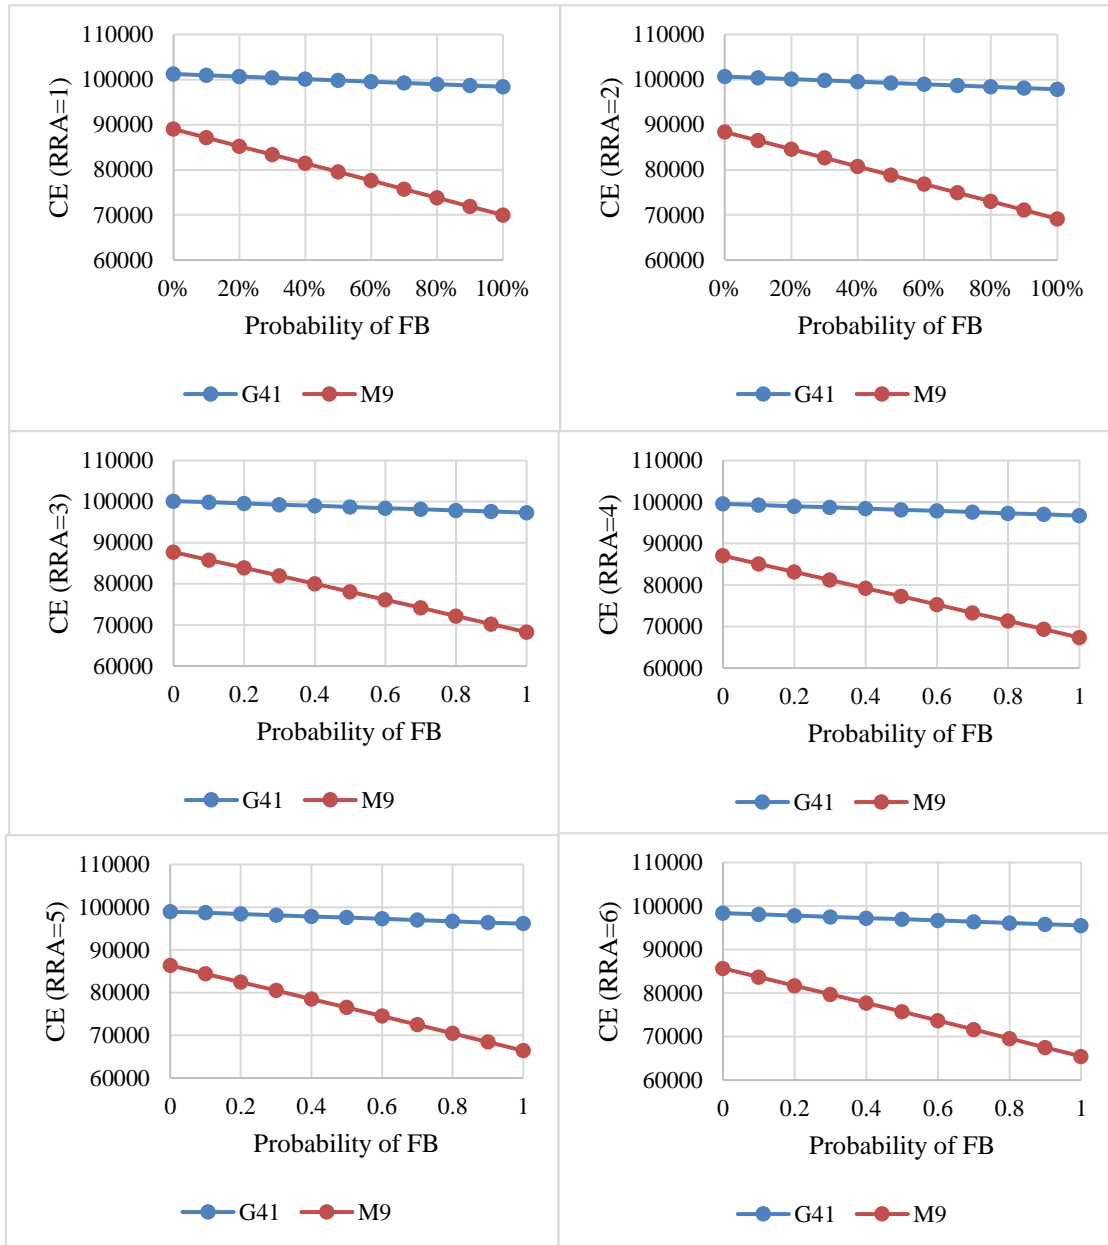 110000
100000
90000
80000
70000
60000
CE (RRA=1)
0% 20% 40% 60% 80% 100%
Probability of FB
G41 M9
110000
100000
90000
80000
70000
60000
CE (RRA=2)
0% 20% 40% 60% 80% 100%
Probability of FB
G41 M9
110000
100000
90000
80000
70000
60000
CE (RRA=3)
0 0.2 0.4 0.6 0.8 1
Probability of FB
G41 M9
110000
100000
90000
80000
70000
60000
CE (RRA=4)
0 0.2 0.4 0.6 0.8 1
Probability of FB
G41 M9
110000
100000
90000
80000
70000
60000
CE (RRA=5)
0 0.2 0.4 0.6 0.8 1
Probability of FB
G41 M9
110000
100000
90000
80000
70000
60000
CE (RRA=6)
0 0.2 0.4 0.6 0.8 1
Probability of FB
G41 M9